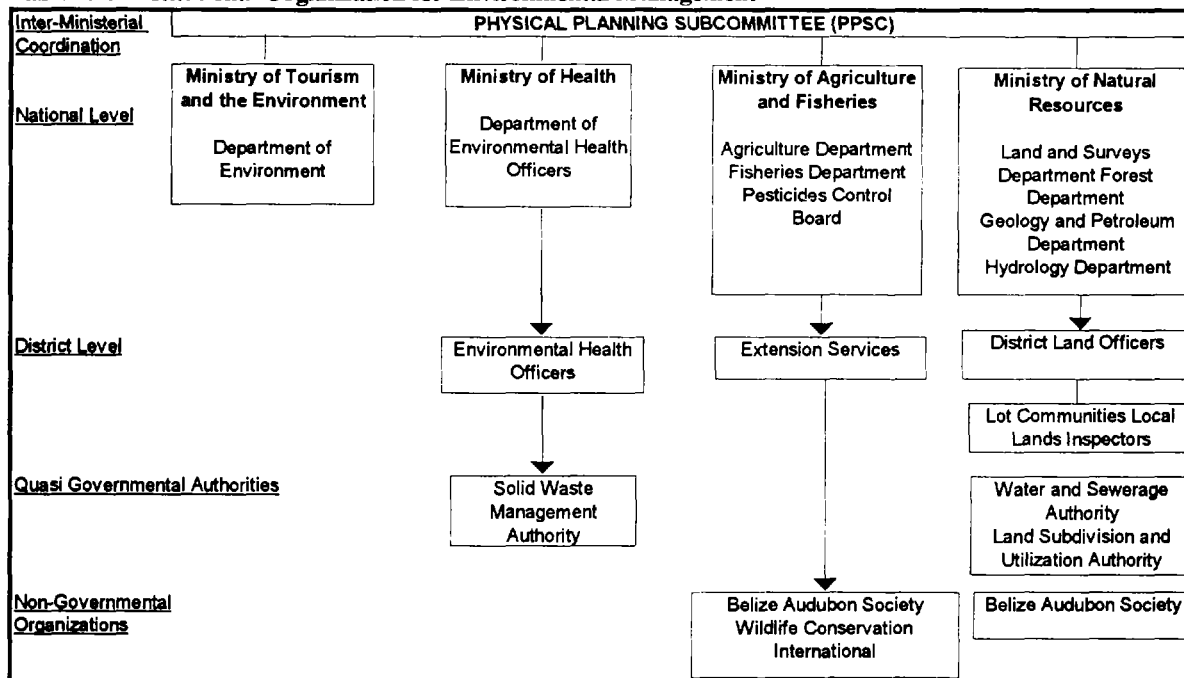 Organization for Environmental Management
Inter-Ministerial
Coordination
PHYSICAL PLANNING SUBCOMMITTEE (PPSC)
National Level
Ministry of Tourism
and the Environment
Department of
Environment
Ministry of Health
Department of
Environmental Health
Officers
Ministry of Agriculture
and Fisheries
Agriculture Department
Fisheries Department
Pesticides Control
Board
Ministry of Natural
Resources
Land and Surveys
Department Forest
Department
Geology and Petroleum
Department
Hydrology Department
District Level
Environmental Health
Officers
Extension Services
District Land Officers
Lot Communities Local
Lands Inspectors
Quasi Governmental Authorities
Solid Waste
Management
Authority
Water and Sewerage
Authority
Land Subdivision and
Utilization Authority
Non-Governmental
Organizations
Belize Audubon Society
Wildlife Conservation
International
Belize Audubon Society